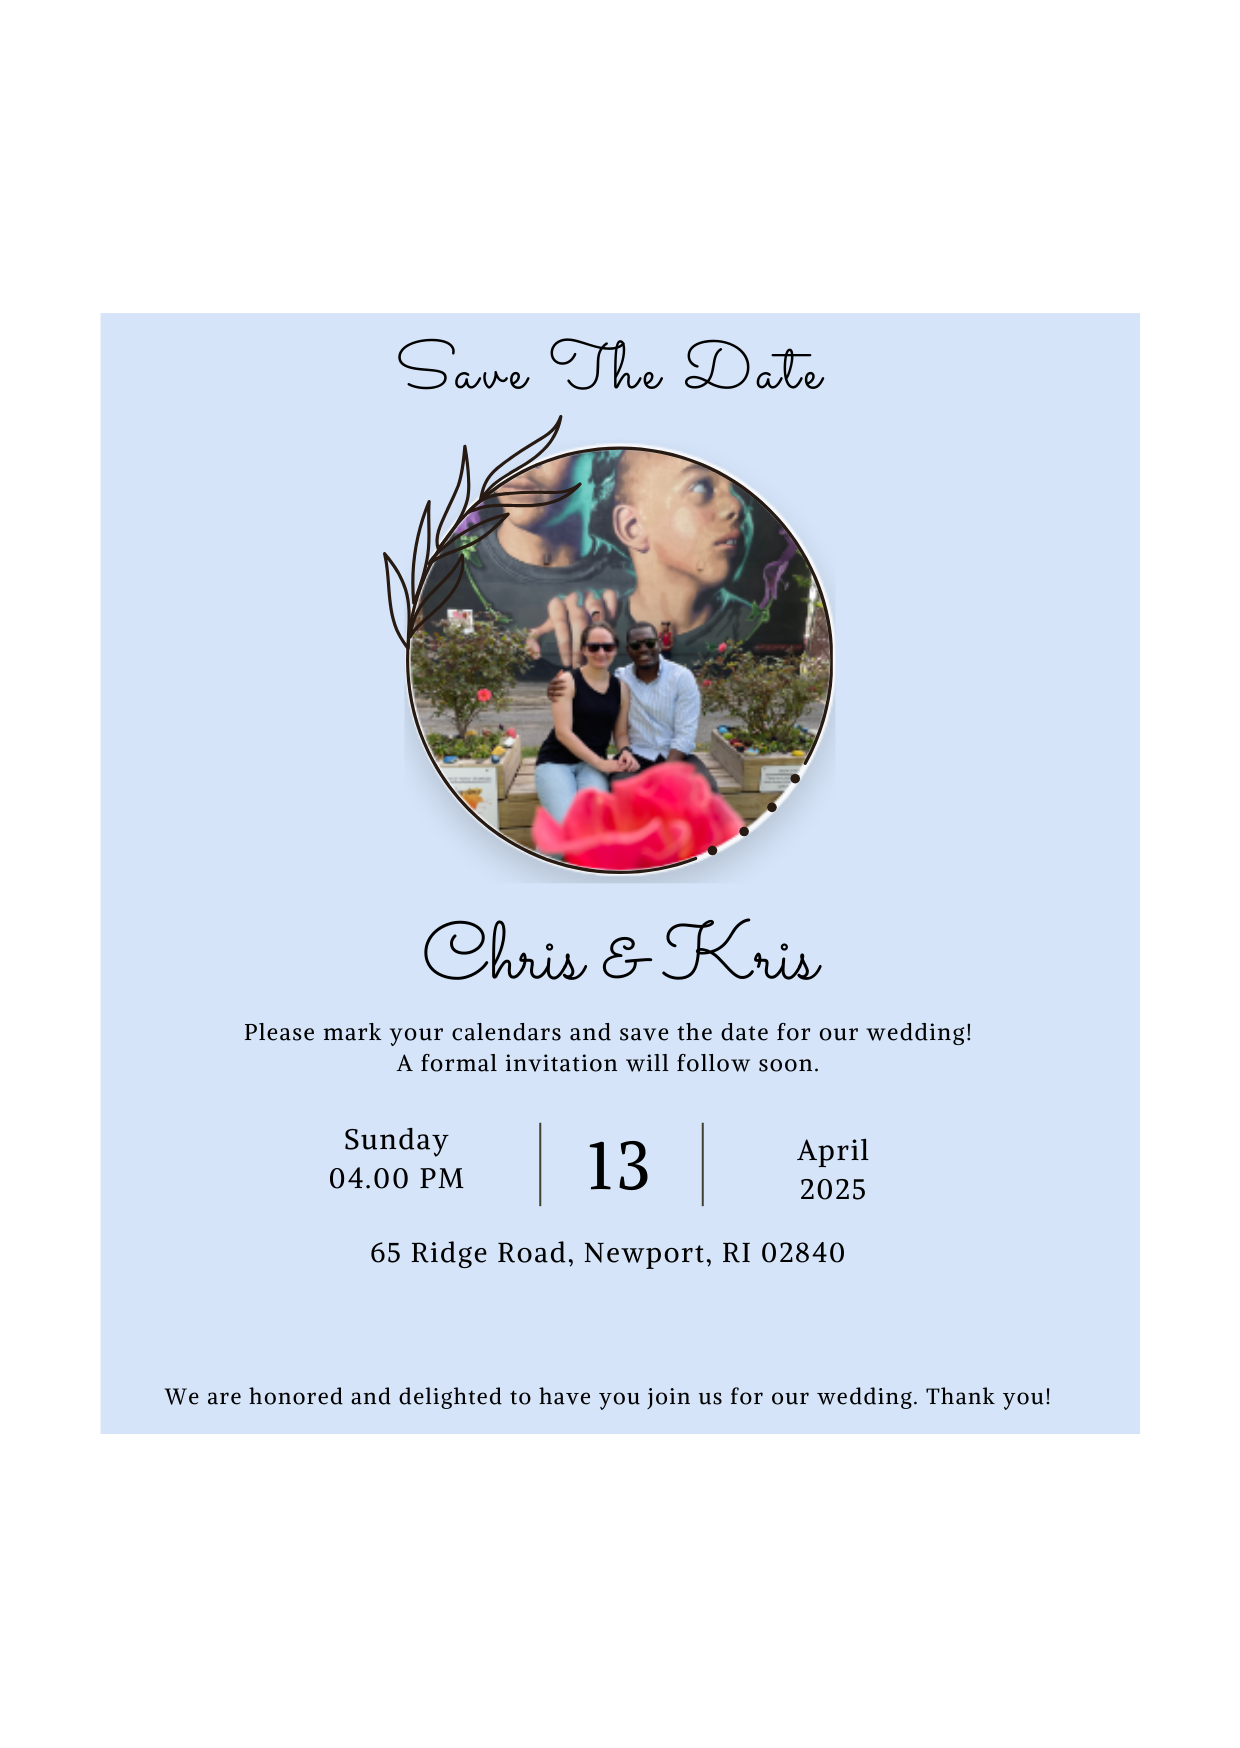 Save The Date
Chris & Kris
Please mark your calendars and save the date for our wedding!
A formal invitation will follow soon.
Sunday
04.00 PM
13
April
2025
65 Ridge Road, Newport, RI 02840
We are honored and delighted to have you join us for our wedding. Thank you!